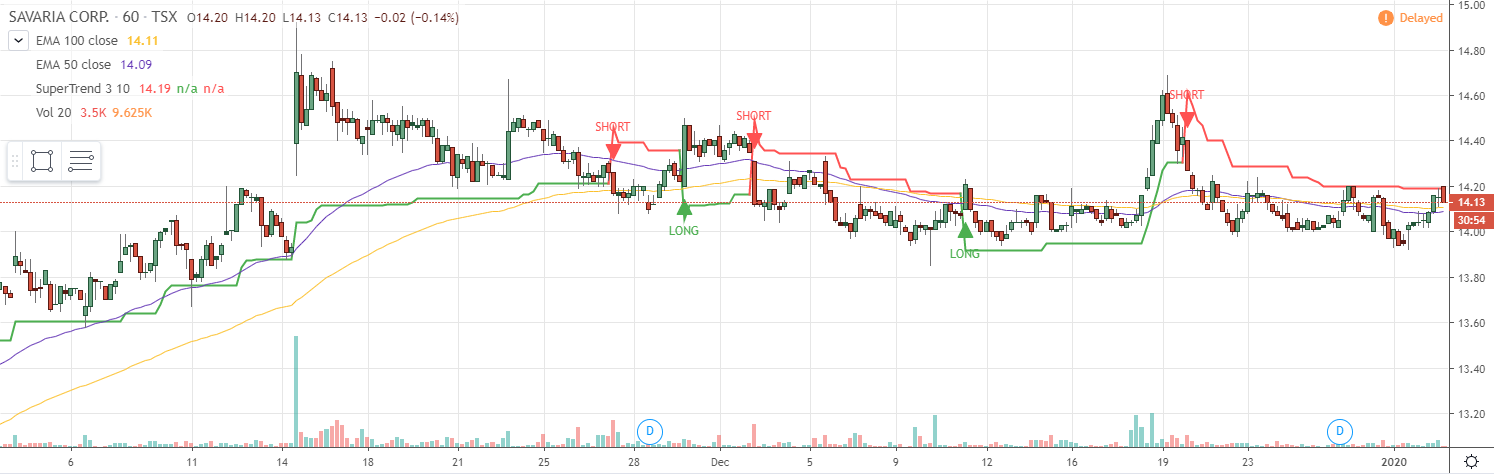 SAVARIA CORP. · 60 · TSX O14.20 H14.20 L14.13 C14.13 −0.02 (−0.14%)
EMA 100 close 14.11
EMA 50 close 14.09
SuperTrend 3 10 14.19 n/a n/a
Vol 20 3.5K 9.625K
Delayed
SHORT
LONG
SHORT
LONG
SHORT
15.00
14.80
14.60
14.40
14.20
14.13
30:54
14.00
13.80
13.60
13.40
13.20
D
D
6 11 14 18 21 25 28 Dec 5 9 12 16 19 23 2020